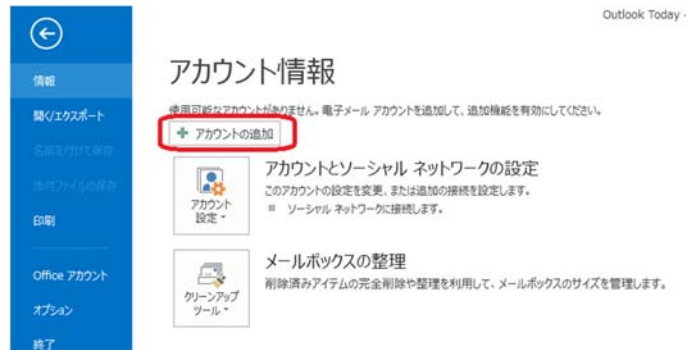 Outlook Today -
情報
開く/エクスポート
名前を付けて保存
添付ファイルの保存
印刷
Office アカウント
オプション
終了
アカウント情報
使用可能なアカウントがありません。電子メール アカウントを追加して、追加機能を有効にしてください。
アカウントの追加
アカウント
設定
アカウントとソーシャル ネットワークの設定
このアカウントの設定を変更、または追加の接続を設定します。
ソーシャル ネットワークに接続します。
クリーンアップ
ツール
メールボックスの整理
削除済みアイテムの完全削除や整理を利用して、メールボックスのサイズを管理します。